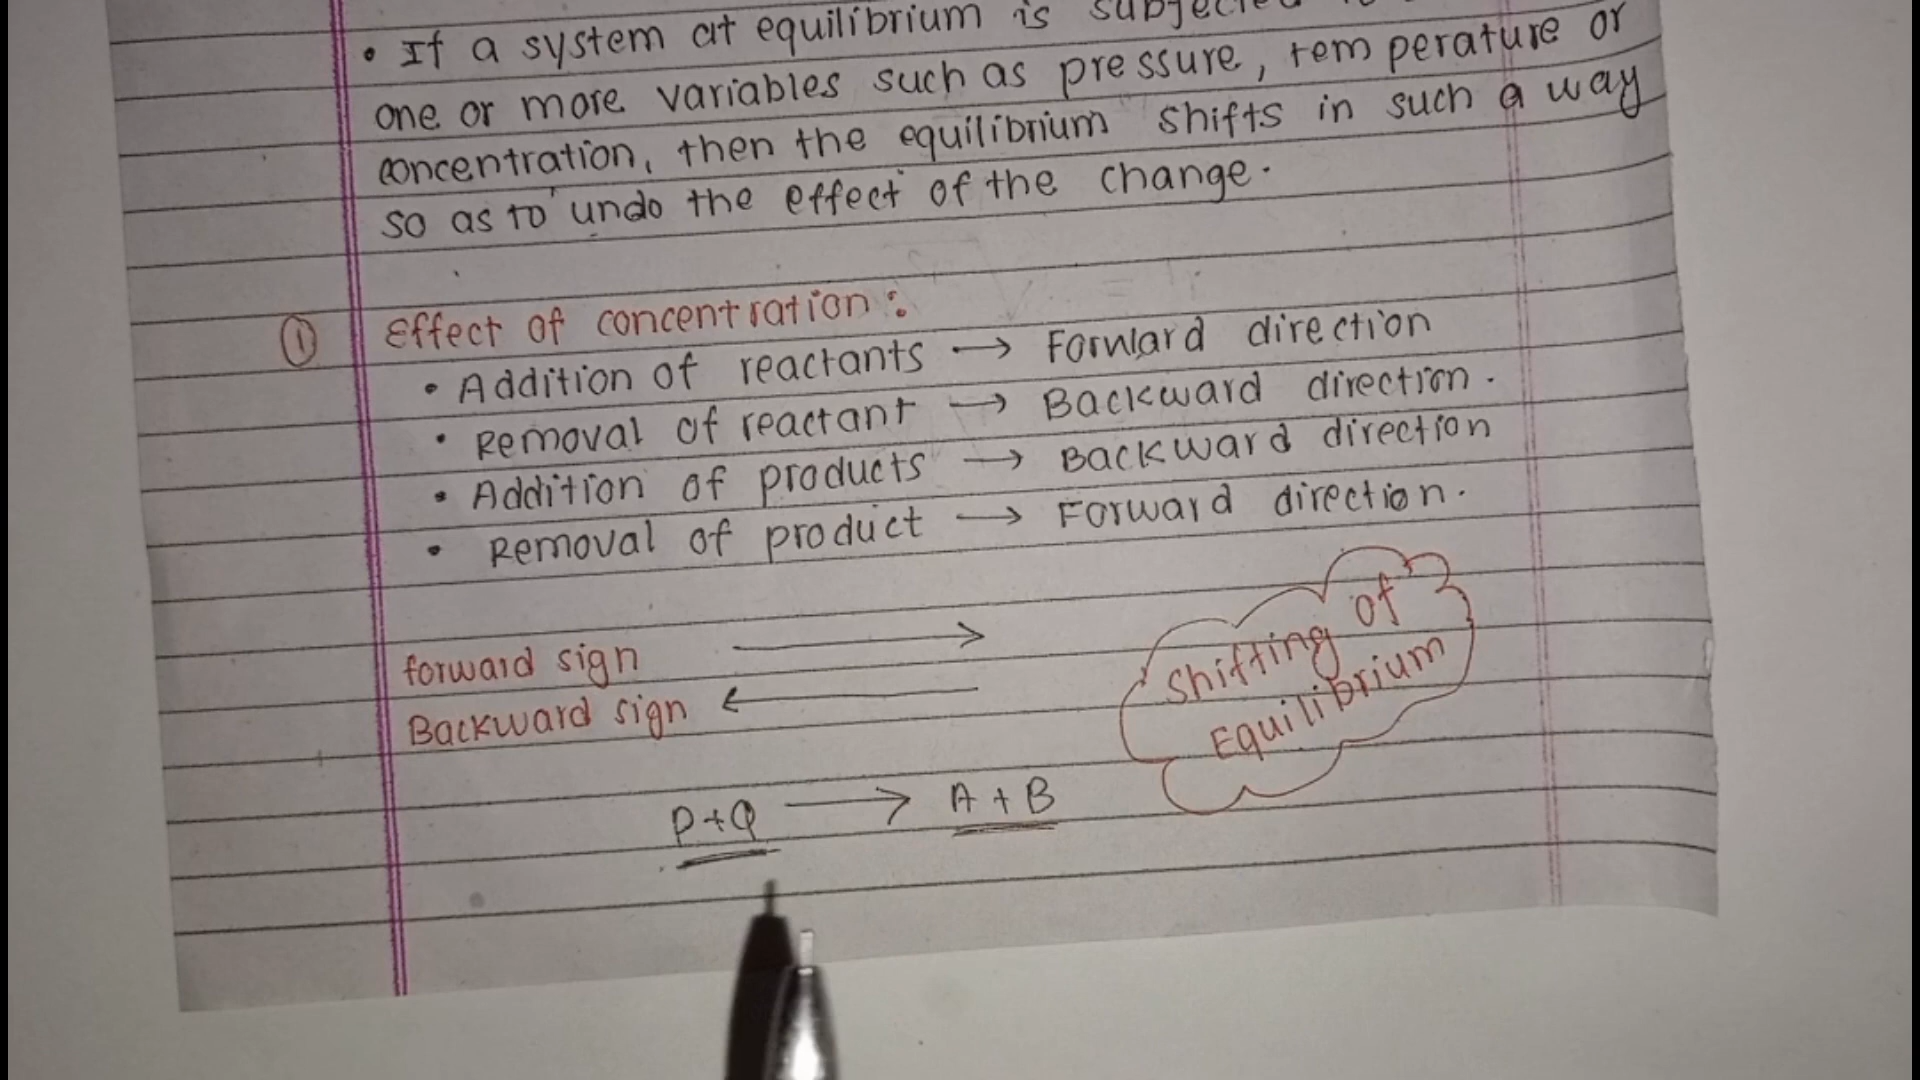 • If a system at equilibrium is subjected
one or more variables such as pressure, temperature or
concentration, then the equilibrium shifts in such a way
so as to undo the effect of the change.
① Effect of concentration:
• Addition of reactants → Forward direction
• Removal of reactant → Backward direction.
• Addition of products → Backward direction
• Removal of product → Forward direction.
forward sign →
Backward sign ←
Shifting of
Equilibrium
P+Q → A + B